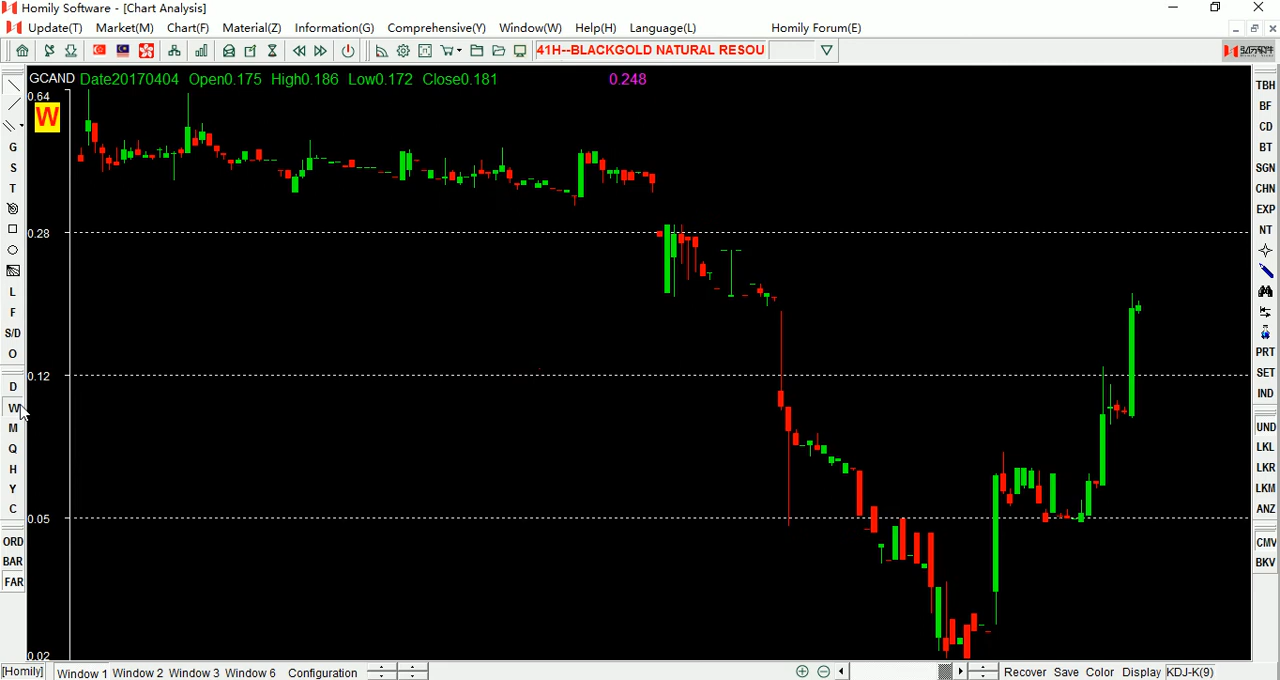 Homily Software - [Chart Analysis]
Update(T) Market(M) Chart(F) Material(Z) Information(G) Comprehensive(Y) Window(W) Help(H) Language(L) Homily Forum(E)
41H--BLACKGOLD NATURAL RESOU
GCAND Date20170404 Open0.175 High0.186 Low0.172 Close0.181 0.248
0.64
W
0.28
0.12
0.05
0.02
G
S
T
L
F
S/D
O
D
W
M
Q
H
Y
C
ORD
BAR
FAR
TBH
BF
CD
BT
SGN
CHN
EXP
NT
PRT
SET
IND
UND
LKL
LKR
LKM
ANZ
CMV
BKV
[Homily] Window 1 Window 2 Window 3 Window 6 Configuration Recover Save Color Display KDJ-K(9)